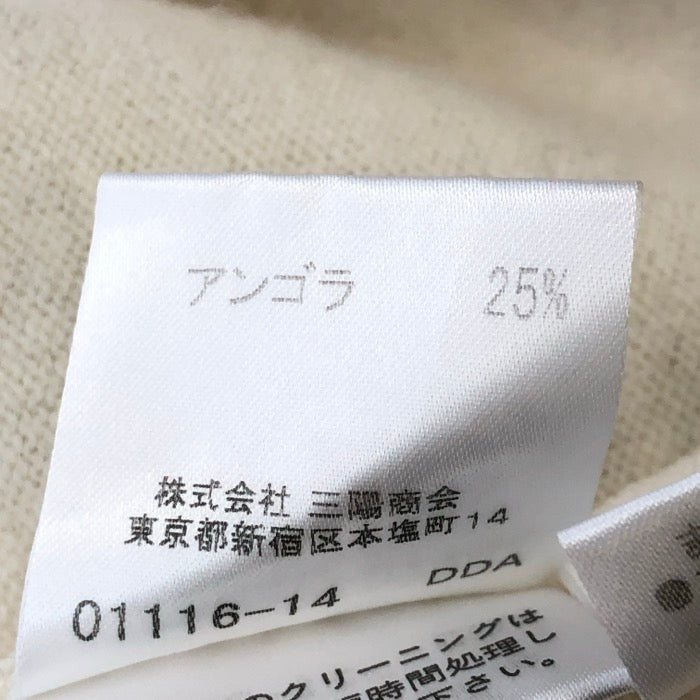 アンゴラ 25%
株式会社 三陽商会
東京都新宿区本塩町14
DDA
01116-14
のクリーニングは
時間処理し
下さい。